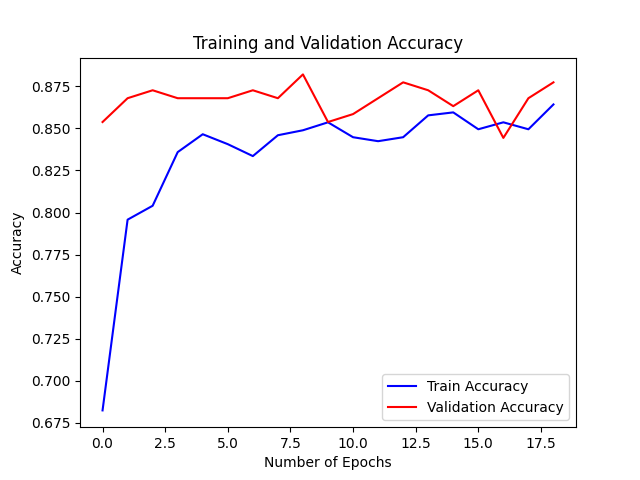 Training and Validation Accuracy
0.875
0.850
0.825
0.800
0.775
0.750
0.725
0.700
0.675
Accuracy
Train Accuracy
Validation Accuracy
0.0 2.5 5.0 7.5 10.0 12.5 15.0 17.5
Number of Epochs